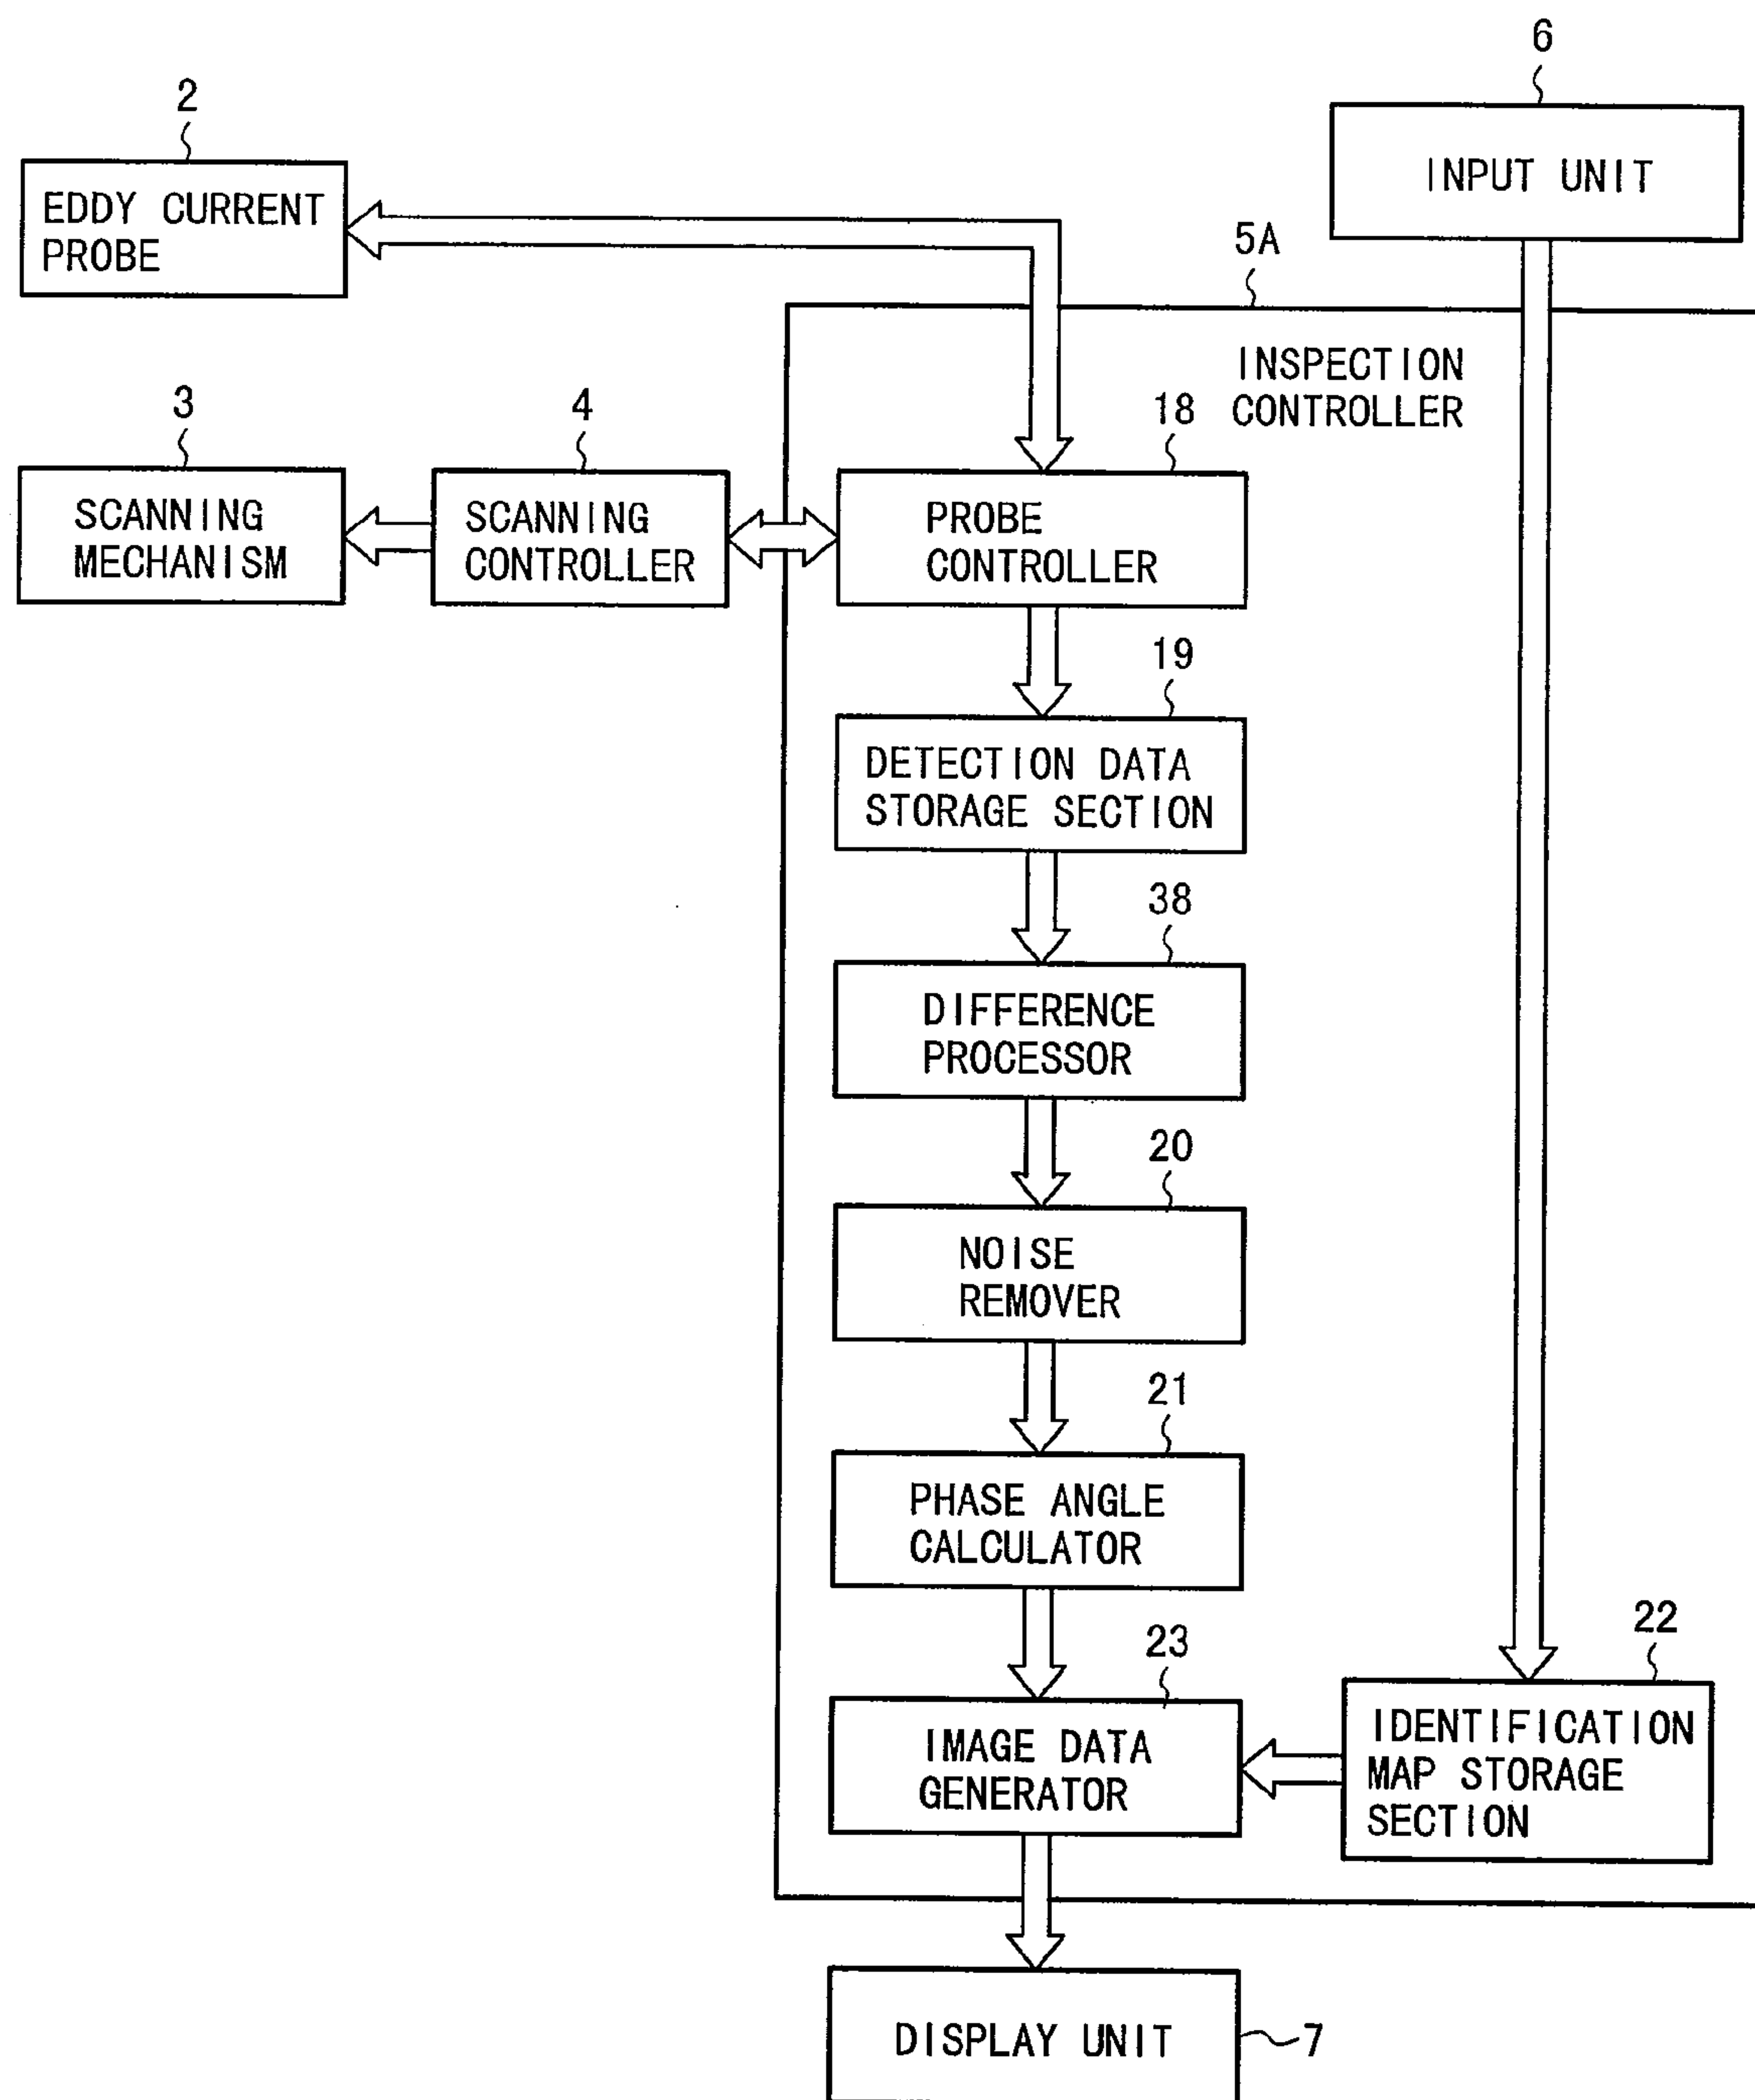 6
INPUT UNIT
2
EDDY CURRENT
PROBE
5A
INSPECTION
CONTROLLER
3
SCANNING
MECHANISM
4
SCANNING
CONTROLLER
18
PROBE
CONTROLLER
19
DETECTION DATA
STORAGE SECTION
38
DIFFERENCE
PROCESSOR
20
NOISE
REMOVER
21
PHASE ANGLE
CALCULATOR
23
IMAGE DATA
GENERATOR
22
IDENTIFICATION
MAP STORAGE
SECTION
DISPLAY UNIT
7